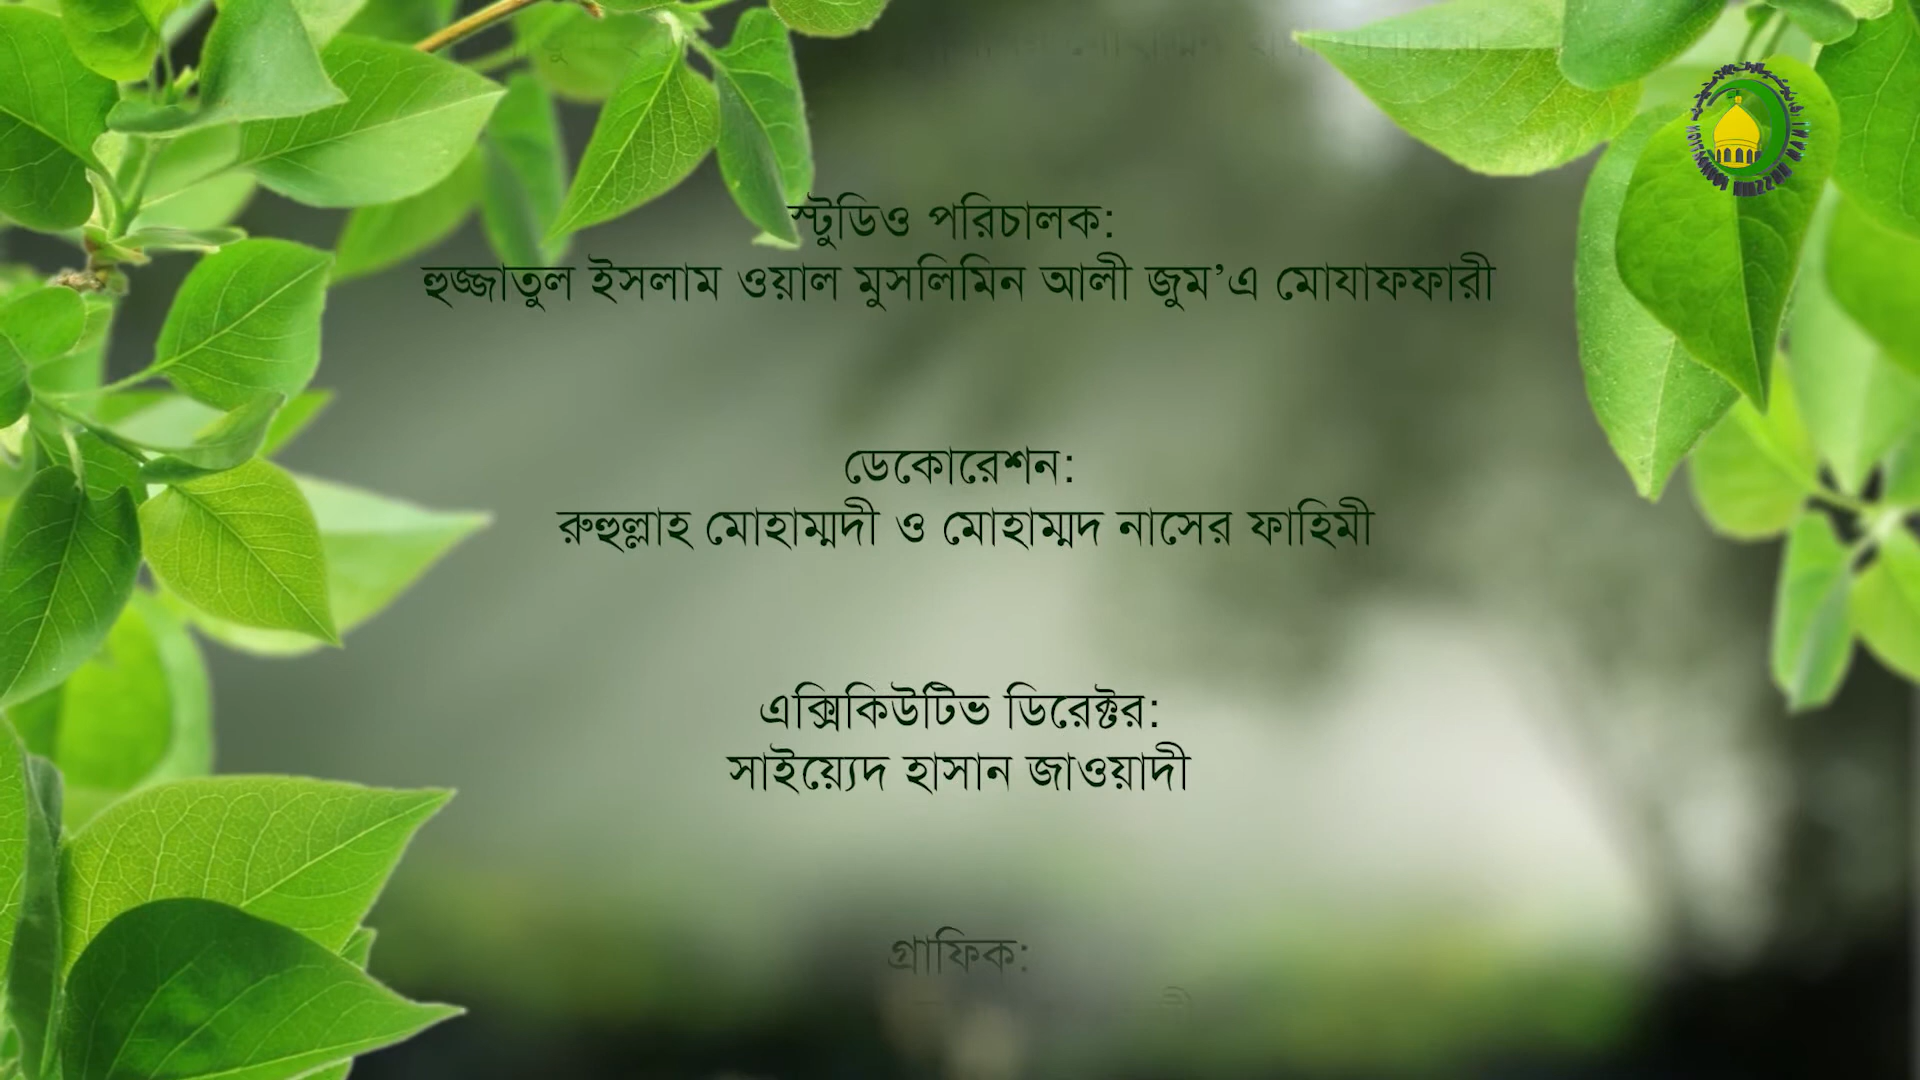 স্টুডিও পরিচালক:
হুজ্জাতুল ইসলাম ওয়াল মুসলিমিন আলী জুম’এ মোযাফফারী
ডেকোরেশন:
রুহুল্লাহ মোহাম্মদী ও মোহাম্মদ নাসের ফাহিমী
এক্সিকিউটিভ ডিরেক্টর:
সাইয়্যেদ হাসান জাওয়াদী
গ্রাফিক: